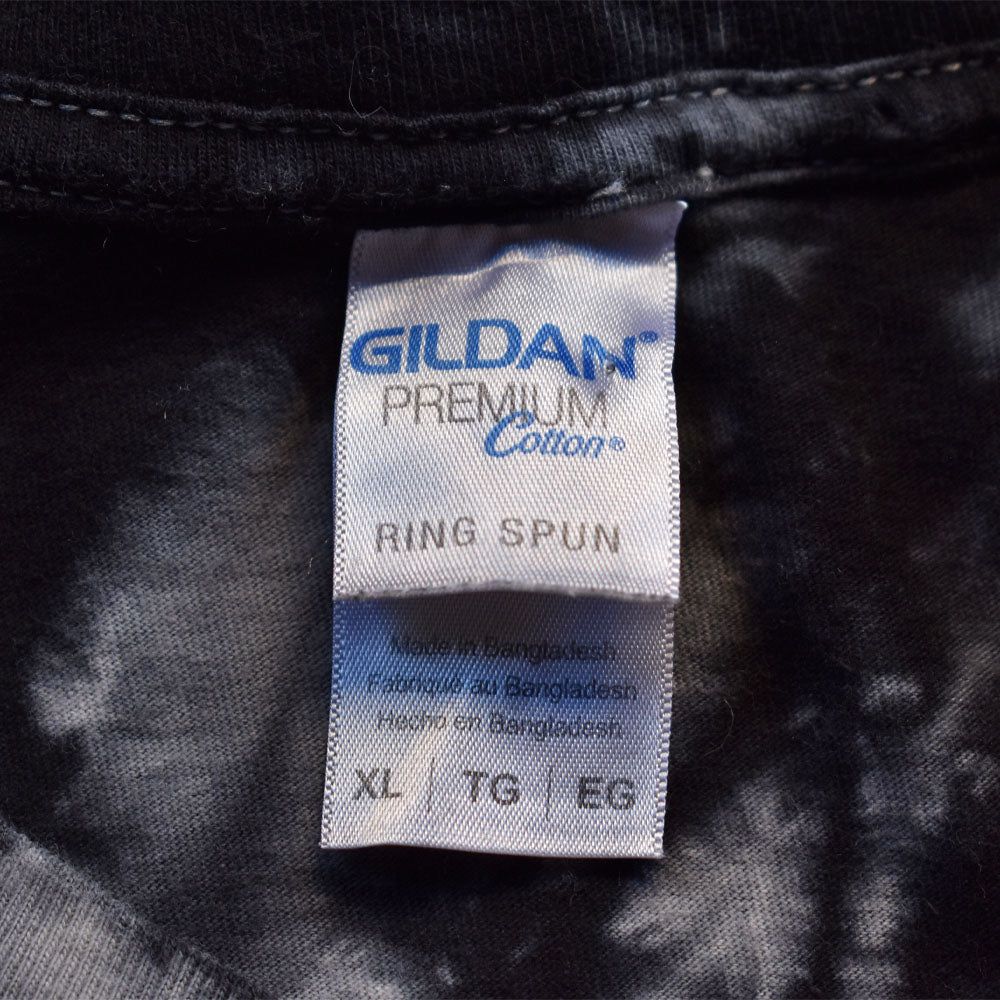 GILDAN®
PREMIUM
Cotton®
RING SPUN
Made in Bangladesh
Fabriqué au Bangladesh
Hecho en Bangladesh
XL | TG | EG